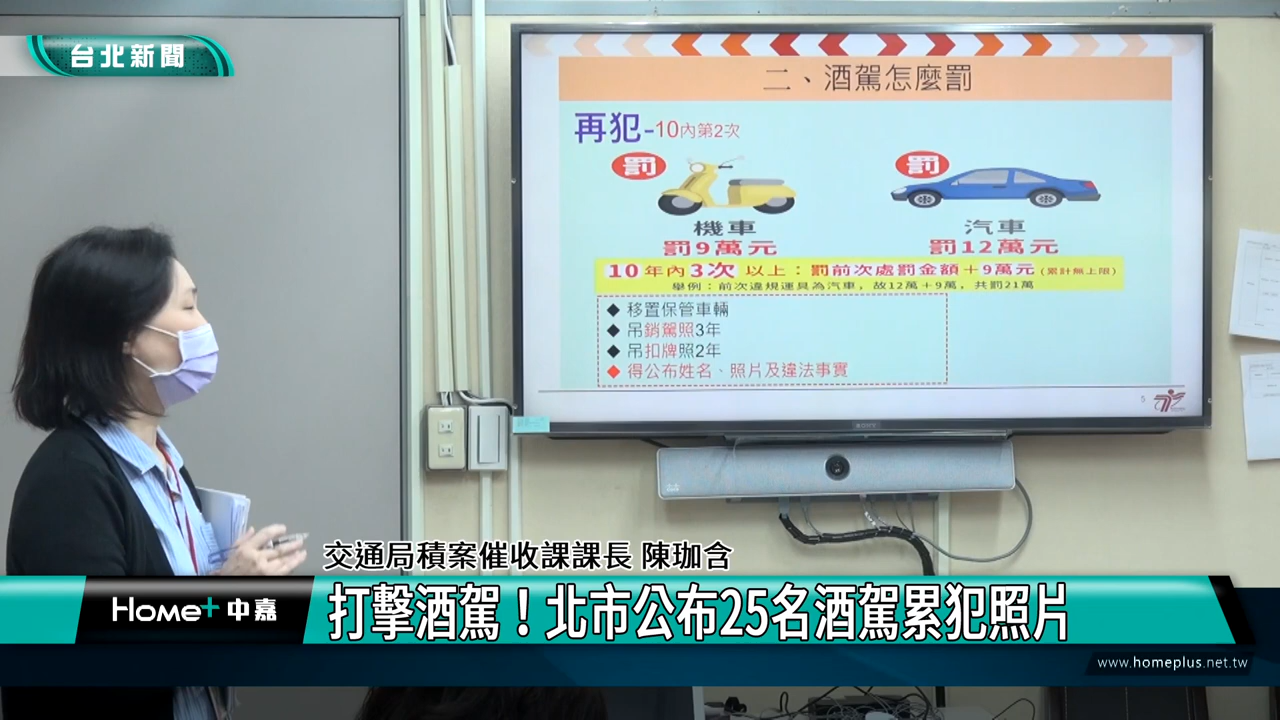 台北新聞
二、酒駕怎麼罰
再犯-10內第2次
罰
罰
機車
汽車
罰9萬元
罰12萬元
10年內3次以上：罰前次處罰金額＋9萬元(累計無上限)
舉例：前次違規運具為汽車，故12萬＋9萬，共罰21萬
◆ 移置保管車輛
◆ 吊銷駕照3年
◆ 吊扣牌照2年
◆ 得公布姓名、照片及違法事實
5
SONY
交通局積案催收課課長 陳珈含
Home+中嘉
打擊酒駕！北市公布25名酒駕累犯照片
www.homeplus.net.tw